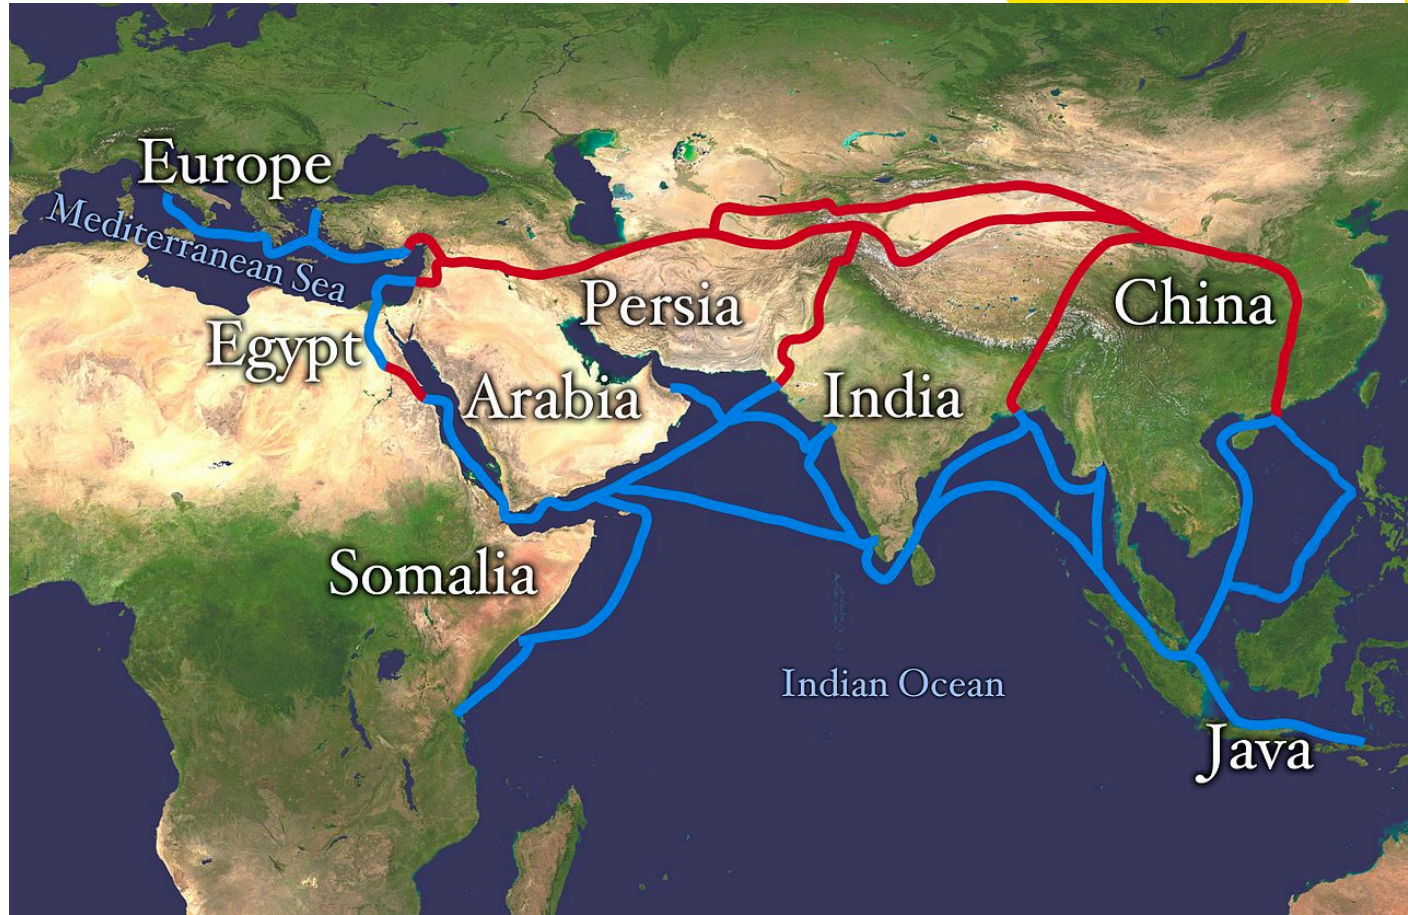 Europe
Mediterranean Sea
Persia
China
Egypt
Arabia
India
Somalia
Indian Ocean
Java